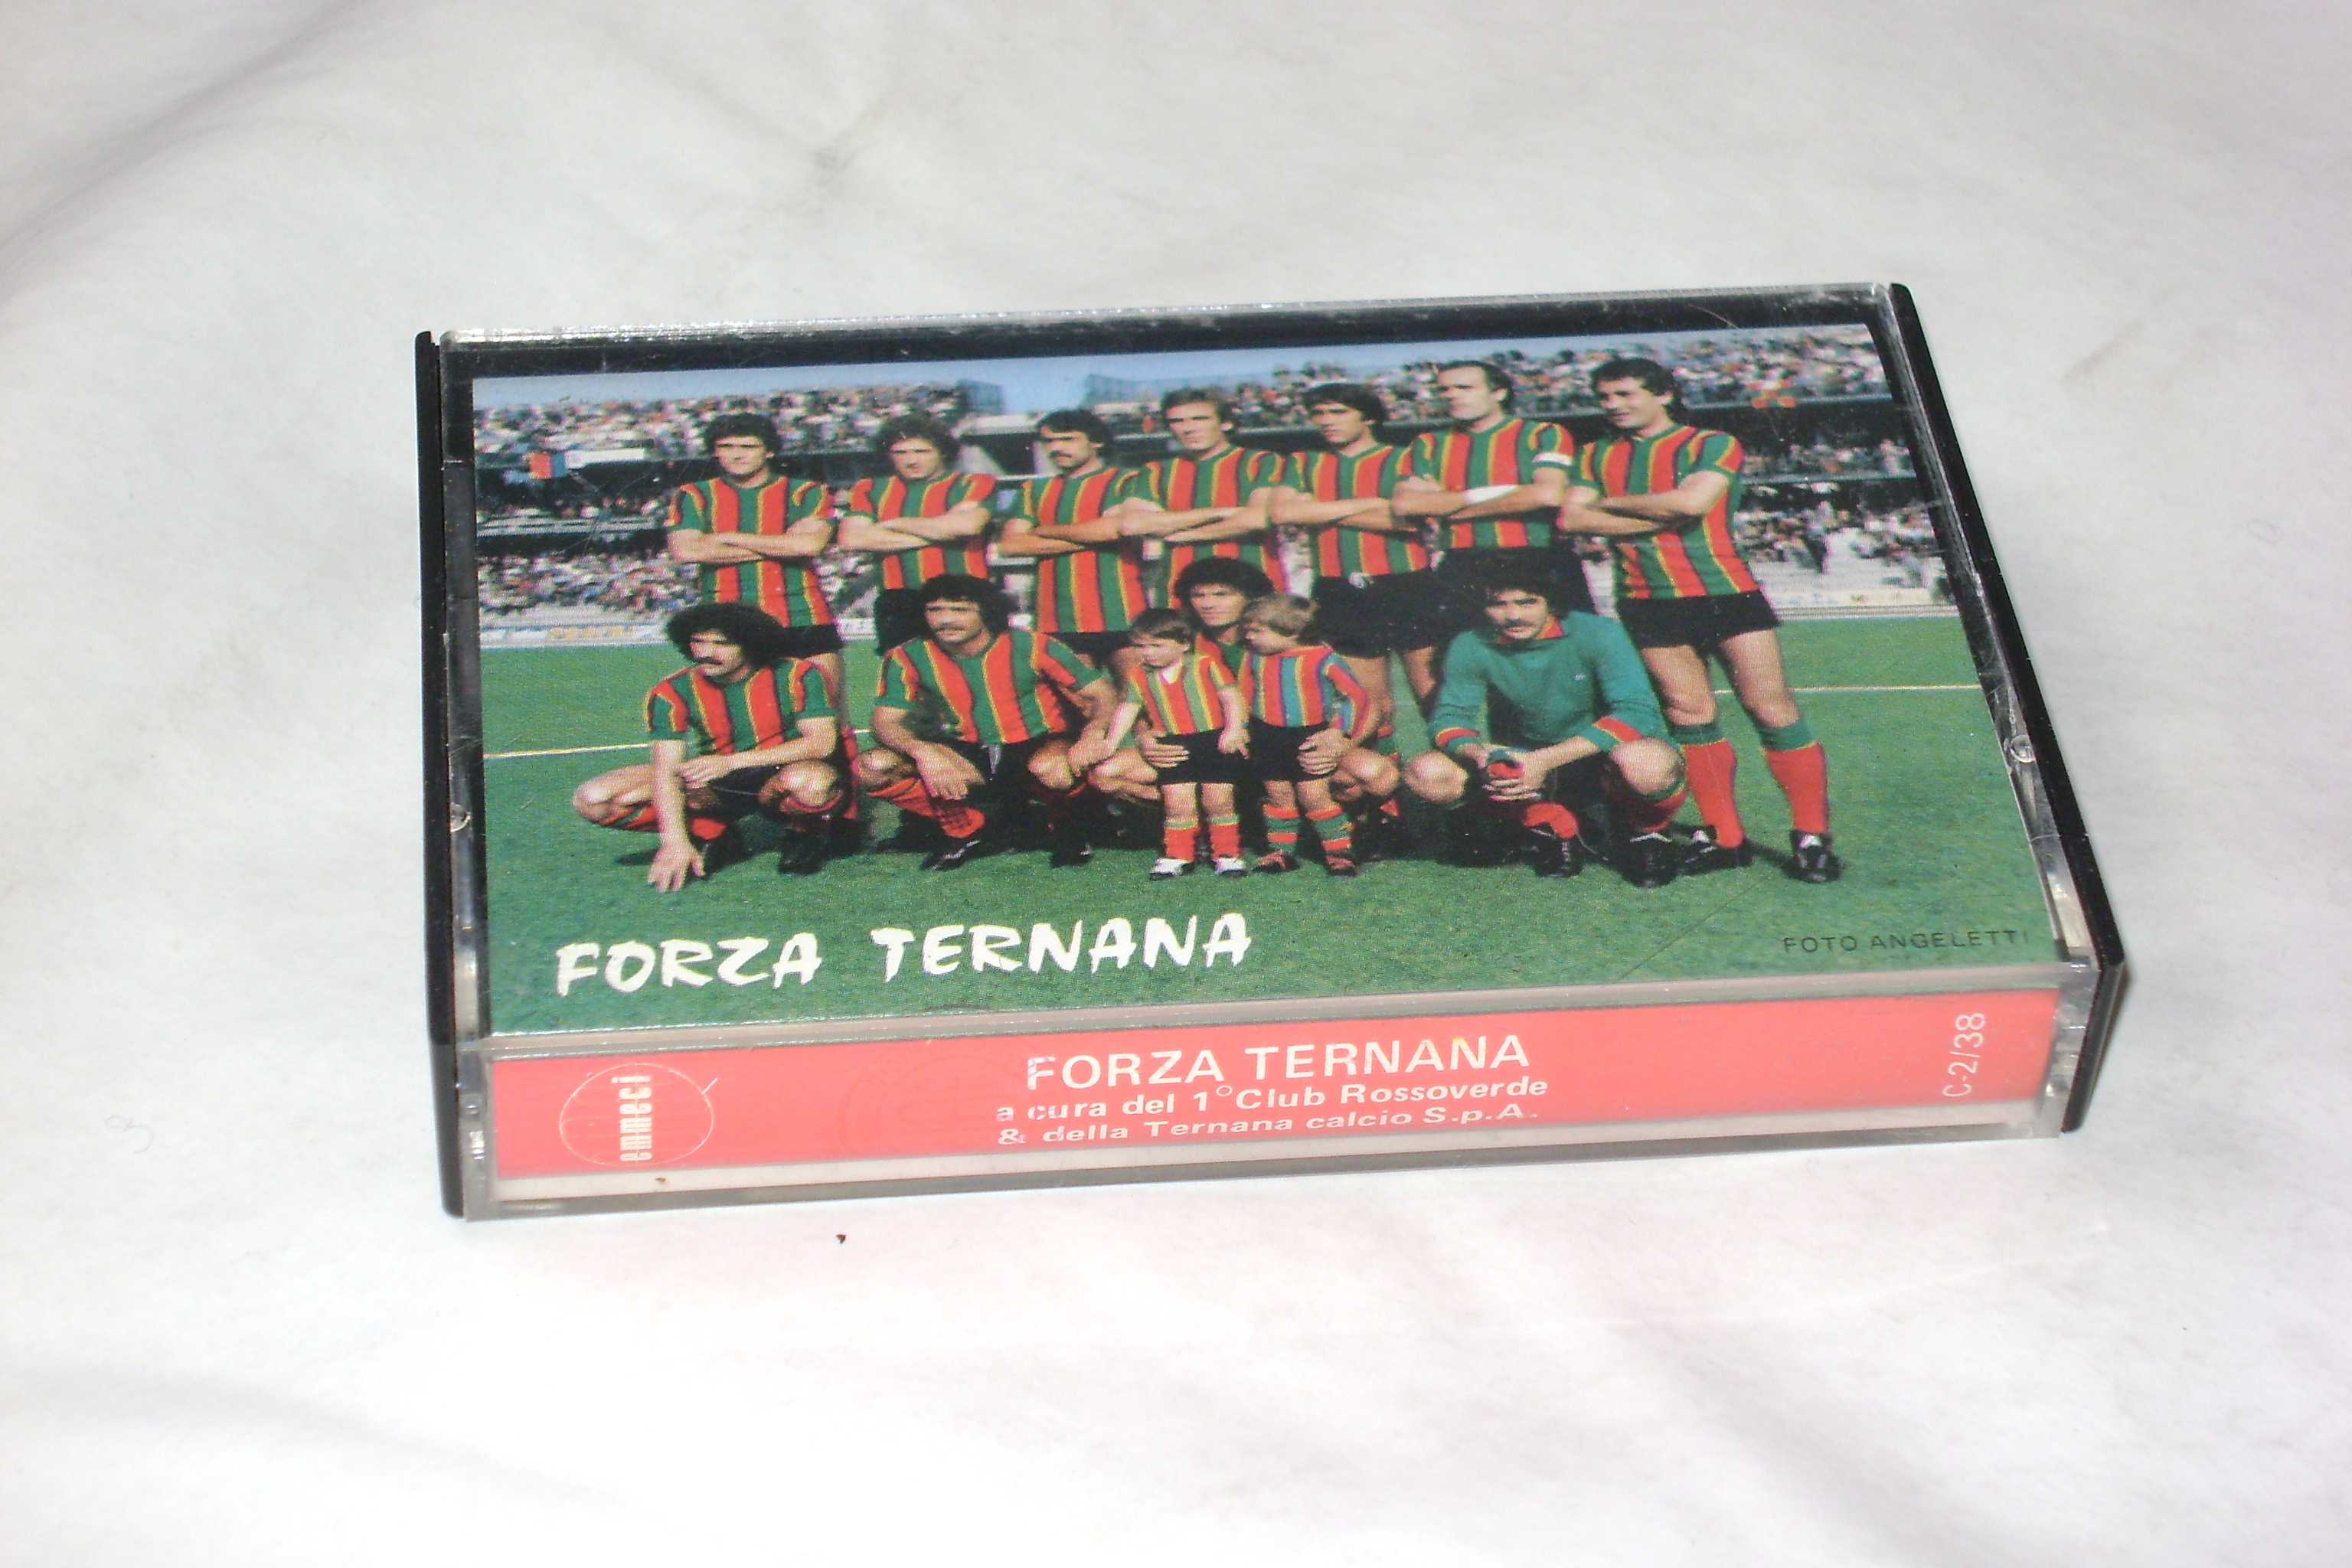 FORZA TERNANA
FOTO ANGELETTI
emmeci
FORZA TERNANA
a cura del 1° Club Rossoverde
& della Ternana calcio S.p.A.
C-2/38